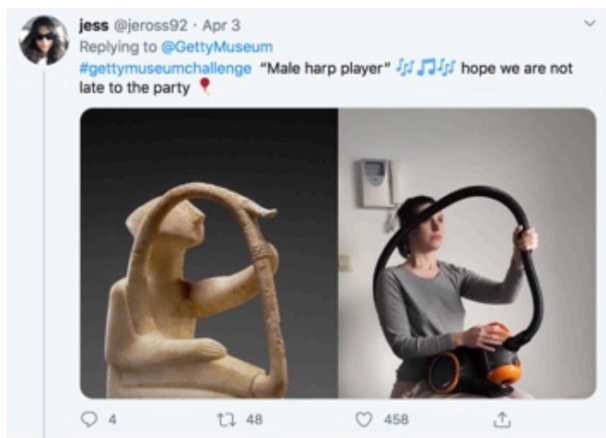 jess @jeross92 · Apr 3
Replying to @GettyMuseum
#gettymuseumchallenge "Male harp player" 🎶🎵🎶 hope we are not
late to the party 🎈
4 48 458